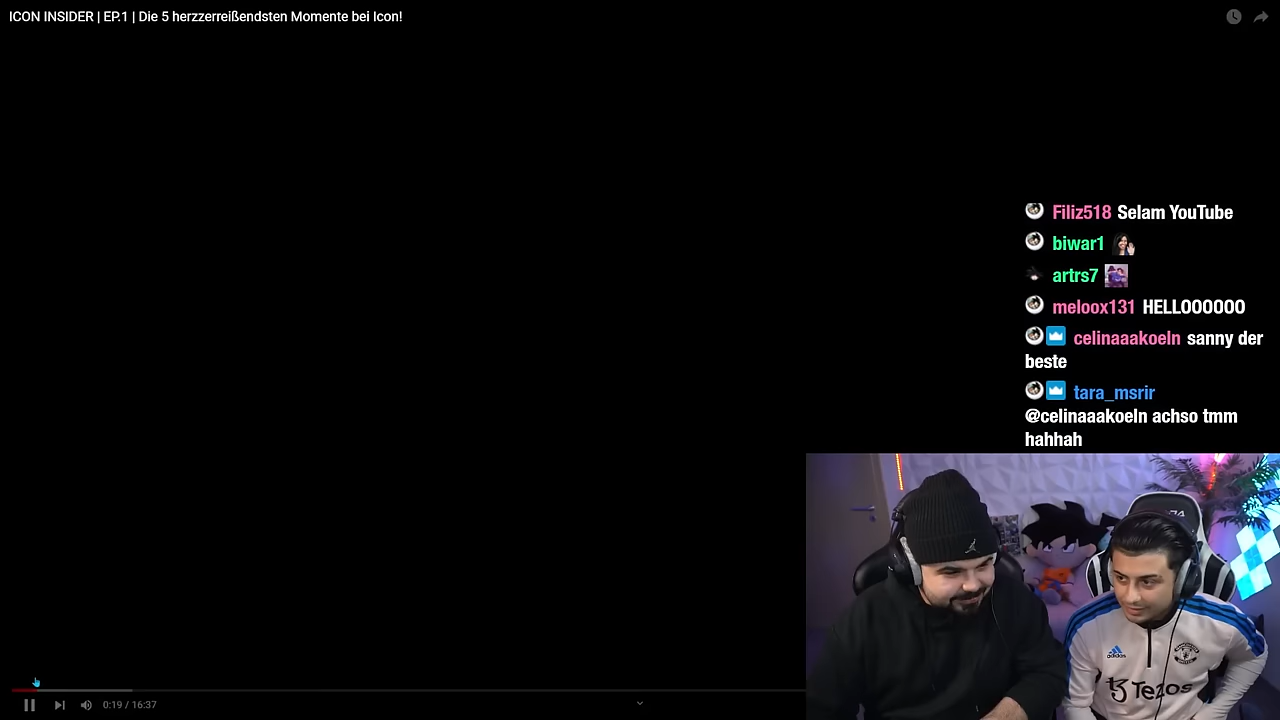 ICON INSIDER | EP.1 | Die 5 herzzerreißendsten Momente bei Icon!
Filiz518 Selam YouTube
biwar1
artrs7
meloox131 HELLOOOOOO
celinaaakoeln sanny der
beste
tara_msrir
@celinaaakoeln achso tmm
hahhah
adidas
Tezos
0:19 / 16:37